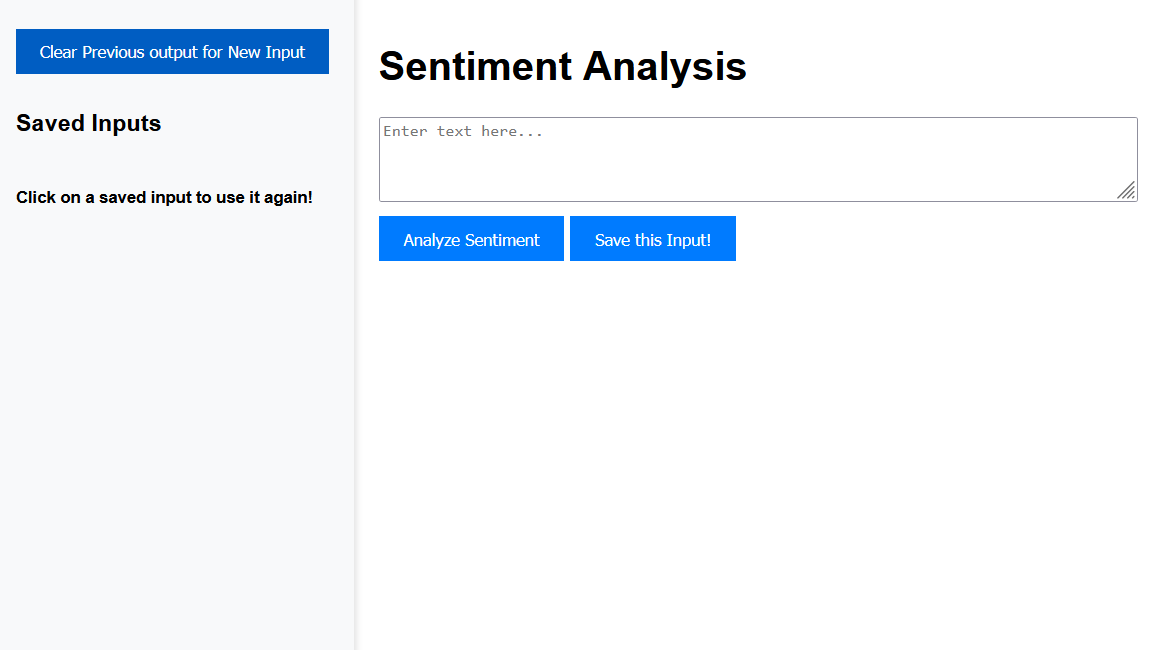 Clear Previous output for New Input
Saved Inputs
Click on a saved input to use it again!
Sentiment Analysis
Enter text here...
Analyze Sentiment
Save this Input!